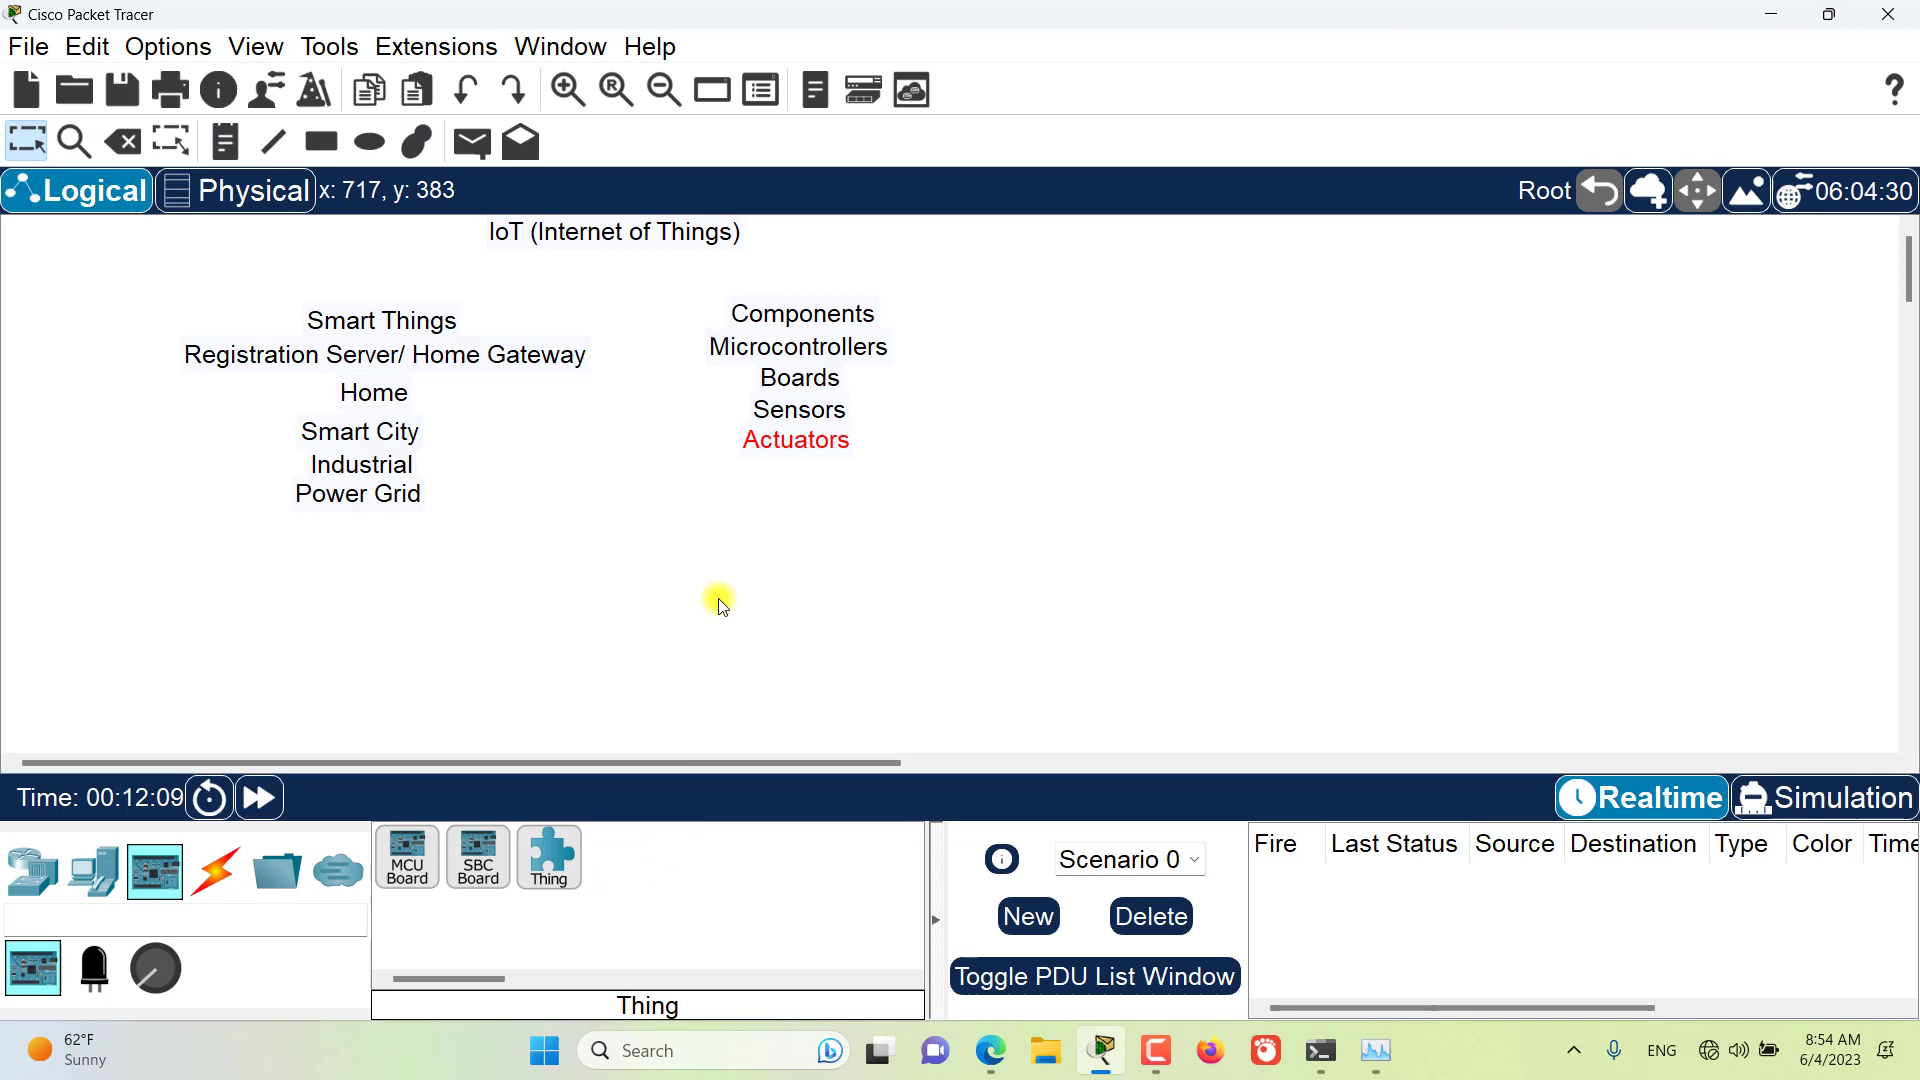 Cisco Packet Tracer
File Edit Options View Tools Extensions Window Help
Logical Physical x: 717, y: 383 Root 06:04:30
IoT (Internet of Things)
Smart Things
Registration Server/ Home Gateway
Home
Smart City
Industrial
Power Grid
Components
Microcontrollers
Boards
Sensors
Actuators
Time: 00:12:09 Realtime Simulation
MCU Board
SBC Board
Thing
Thing
Scenario 0
New Delete
Toggle PDU List Window
Fire Last Status Source Destination Type Color Time
62°F
Sunny
Search
ENG
8:54 AM
6/4/2023